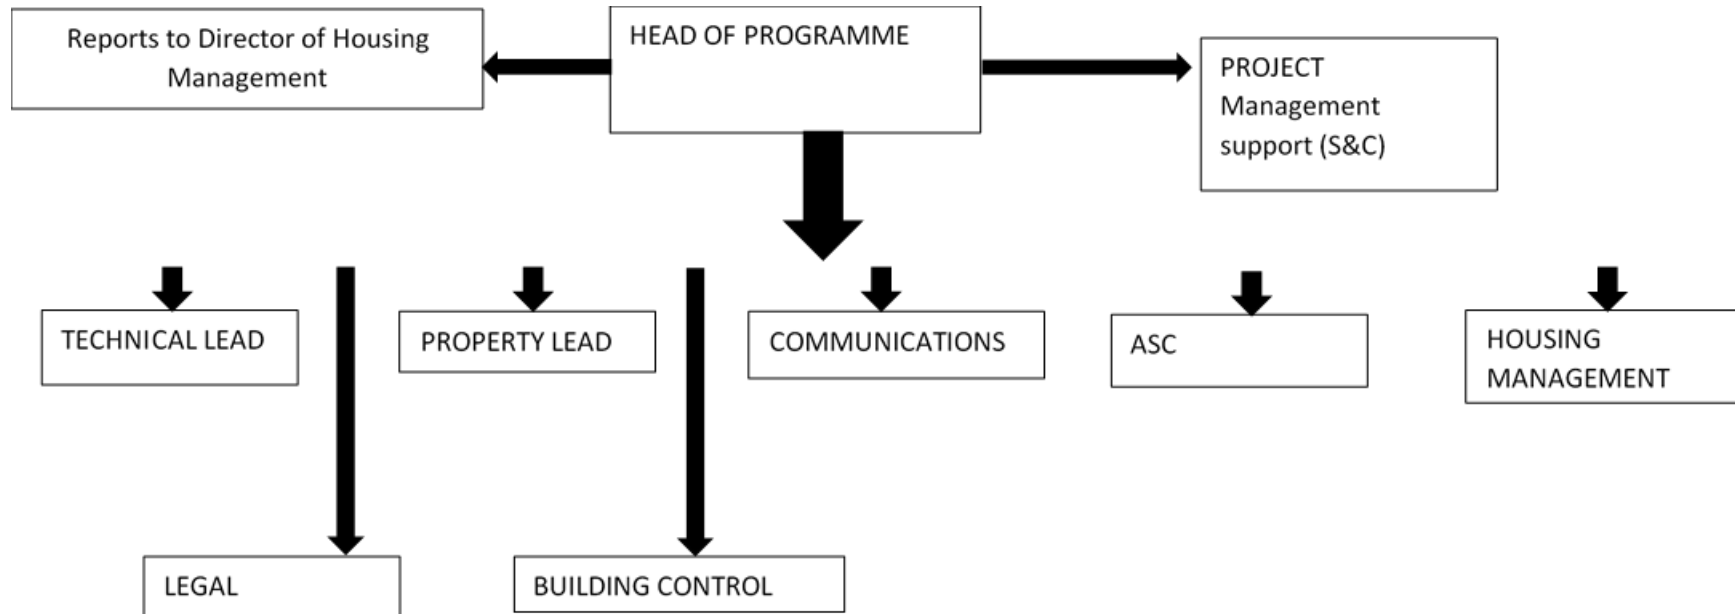 Reports to Director of Housing
Management
HEAD OF PROGRAMME
PROJECT
Management
support (S&C)
TECHNICAL LEAD
PROPERTY LEAD
COMMUNICATIONS
ASC
HOUSING
MANAGEMENT
LEGAL
BUILDING CONTROL